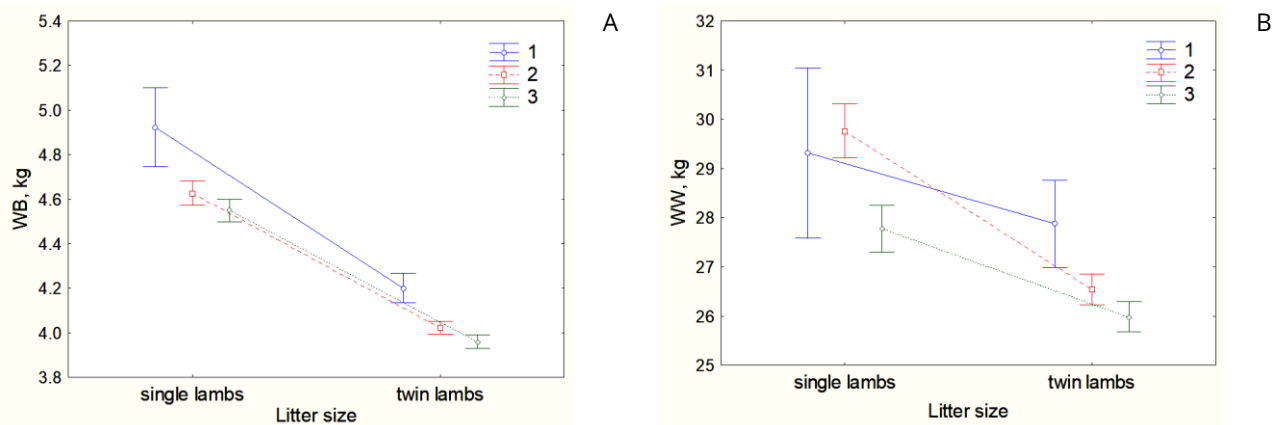 A
5.4
5.2
5.0
4.8
4.6
4.4
4.2
4.0
3.8
WB, kg
1
2
3
single lambs
twin lambs
Litter size
B
32
31
30
29
28
27
26
25
WW, kg
1
2
3
single lambs
twin lambs
Litter size